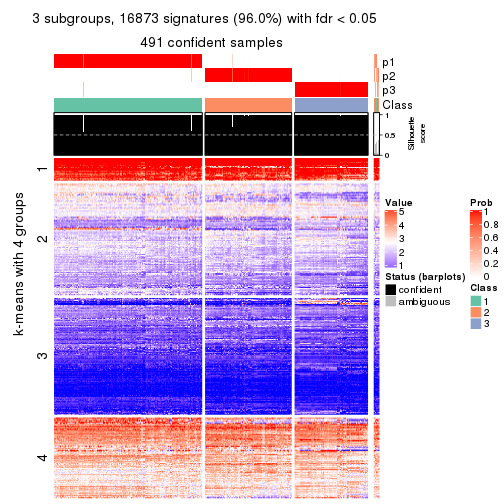 3 subgroups, 16873 signatures (96.0%) with fdr < 0.05
491 confident samples
p1
p2
p3
Class
1
0.5
0
Silhouette
score
k-means with 4 groups
1
2
3
4
Value
5
4
3
2
1
Status (barplots)
confident
ambiguous
Prob
1
0.8
0.6
0.4
0.2
0
Class
1
2
3